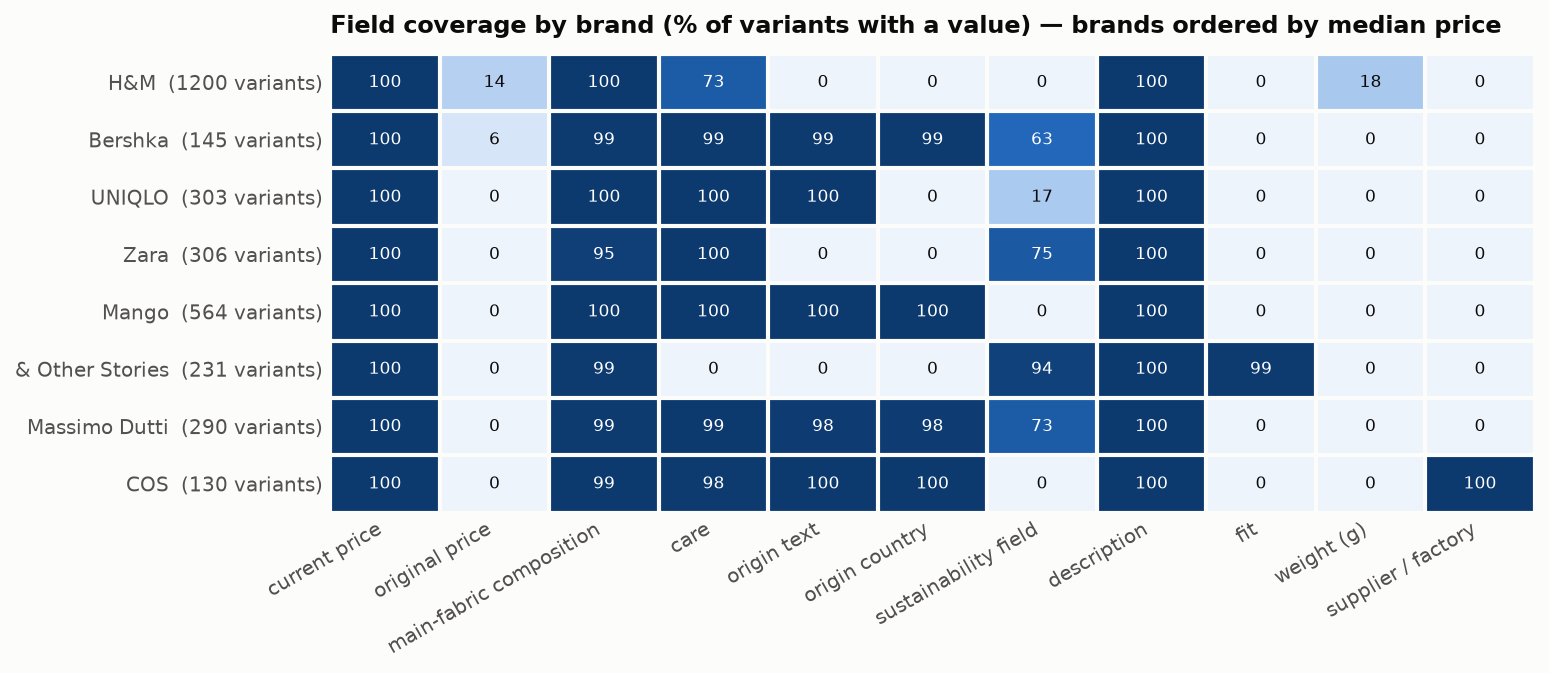 Field coverage by brand (% of variants with a value) — brands ordered by median price
H&M (1200 variants) 100 14 100 73 0 0 0 100 0 18 0
Bershka (145 variants) 100 6 99 99 99 99 63 100 0 0 0
UNIQLO (303 variants) 100 0 100 100 100 0 17 100 0 0 0
Zara (306 variants) 100 0 95 100 0 0 75 100 0 0 0
Mango (564 variants) 100 0 100 100 100 100 0 100 0 0 0
& Other Stories (231 variants) 100 0 99 0 0 0 94 100 99 0 0
Massimo Dutti (290 variants) 100 0 99 99 98 98 73 100 0 0 0
COS (130 variants) 100 0 99 98 100 100 0 100 0 0 100
current price
original price
main-fabric composition
care
origin text
origin country
sustainability field
description
fit
weight (g)
supplier / factory